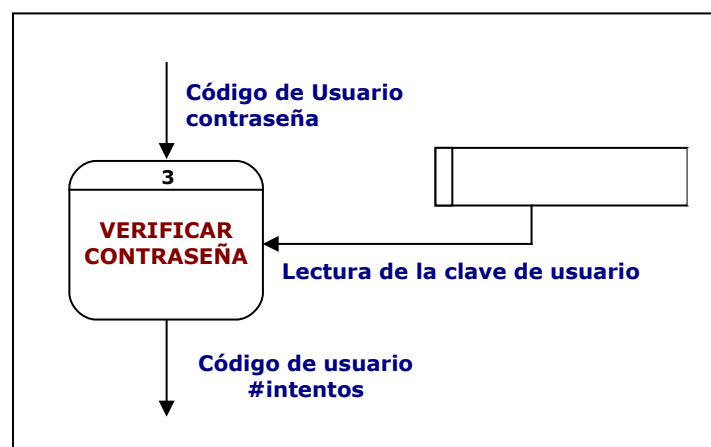 Código de Usuario
contraseña
3
VERIFICAR
CONTRASEÑA
Lectura de la clave de usuario
Código de usuario
#intentos